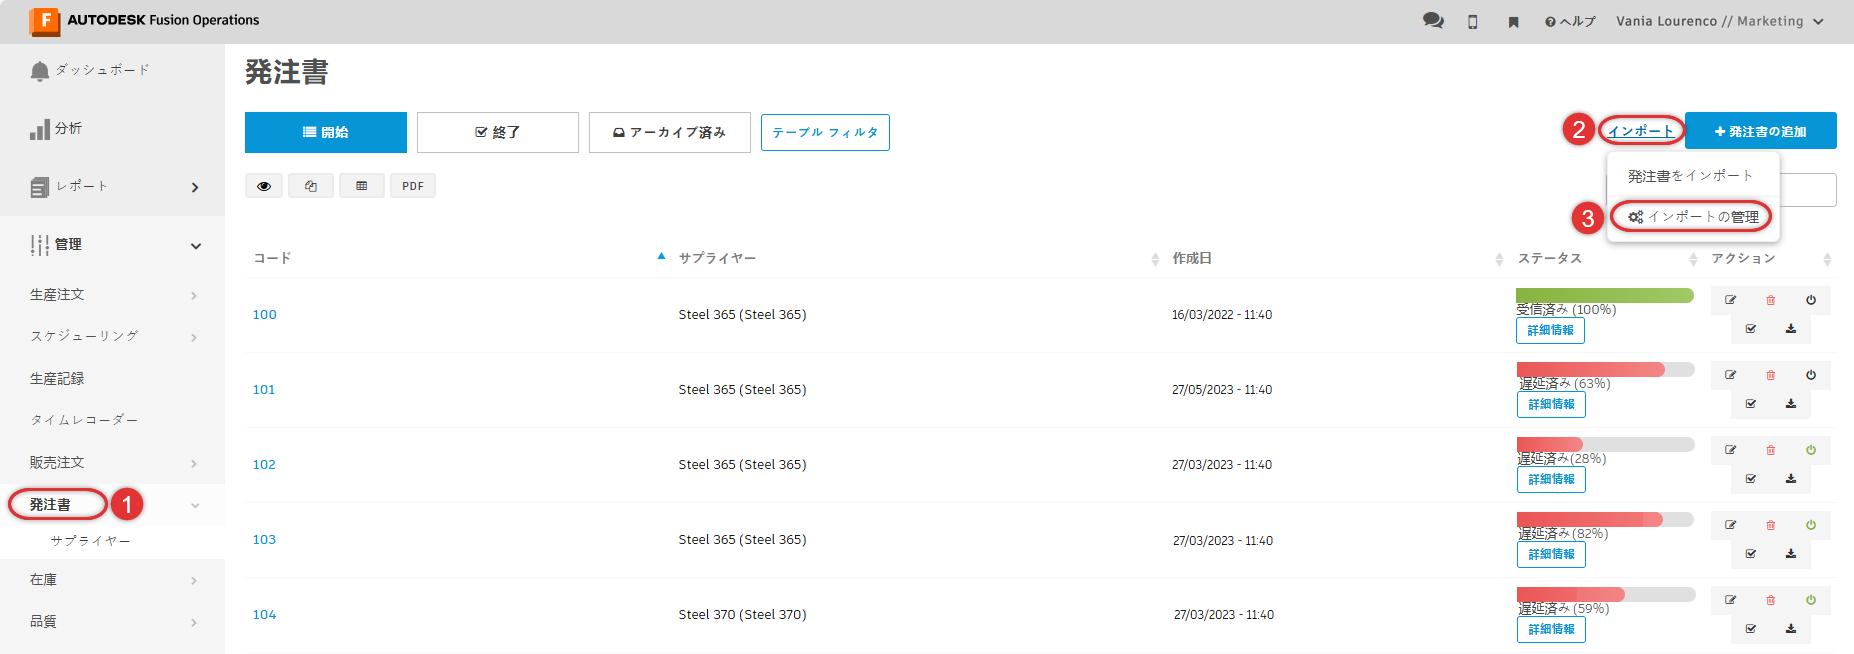 AUTODESK Fusion Operations
ヘルプ
Vania Lourenco // Marketing
ダッシュボード
分析
レポート
管理
生産注文
スケジューリング
生産記録
タイムレコーダー
販売注文
発注書
1
サプライヤー
在庫
品質
発注書
開始
終了
アーカイブ済み
テーブル フィルタ
2
インポート
+ 発注書の追加
発注書をインポート
3
インポートの管理
PDF
コード
サプライヤー
作成日
ステータス
アクション
100
Steel 365 (Steel 365)
16/03/2022 - 11:40
受信済み (100%)
詳細情報
101
Steel 365 (Steel 365)
27/05/2023 - 11:40
遅延済み (63%)
詳細情報
102
Steel 365 (Steel 365)
27/03/2023 - 11:40
遅延済み (28%)
詳細情報
103
Steel 365 (Steel 365)
27/03/2023 - 11:40
遅延済み (82%)
詳細情報
104
Steel 370 (Steel 370)
27/03/2023 - 11:40
遅延済み (59%)
詳細情報